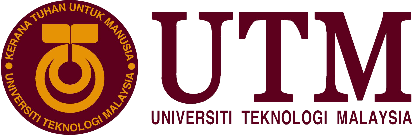 KERANA TUHAN UNTUK MANUSIA
UNIVERSITI TEKNOLOGI MALAYSIA
UTM
UNIVERSITI TEKNOLOGI MALAYSIA